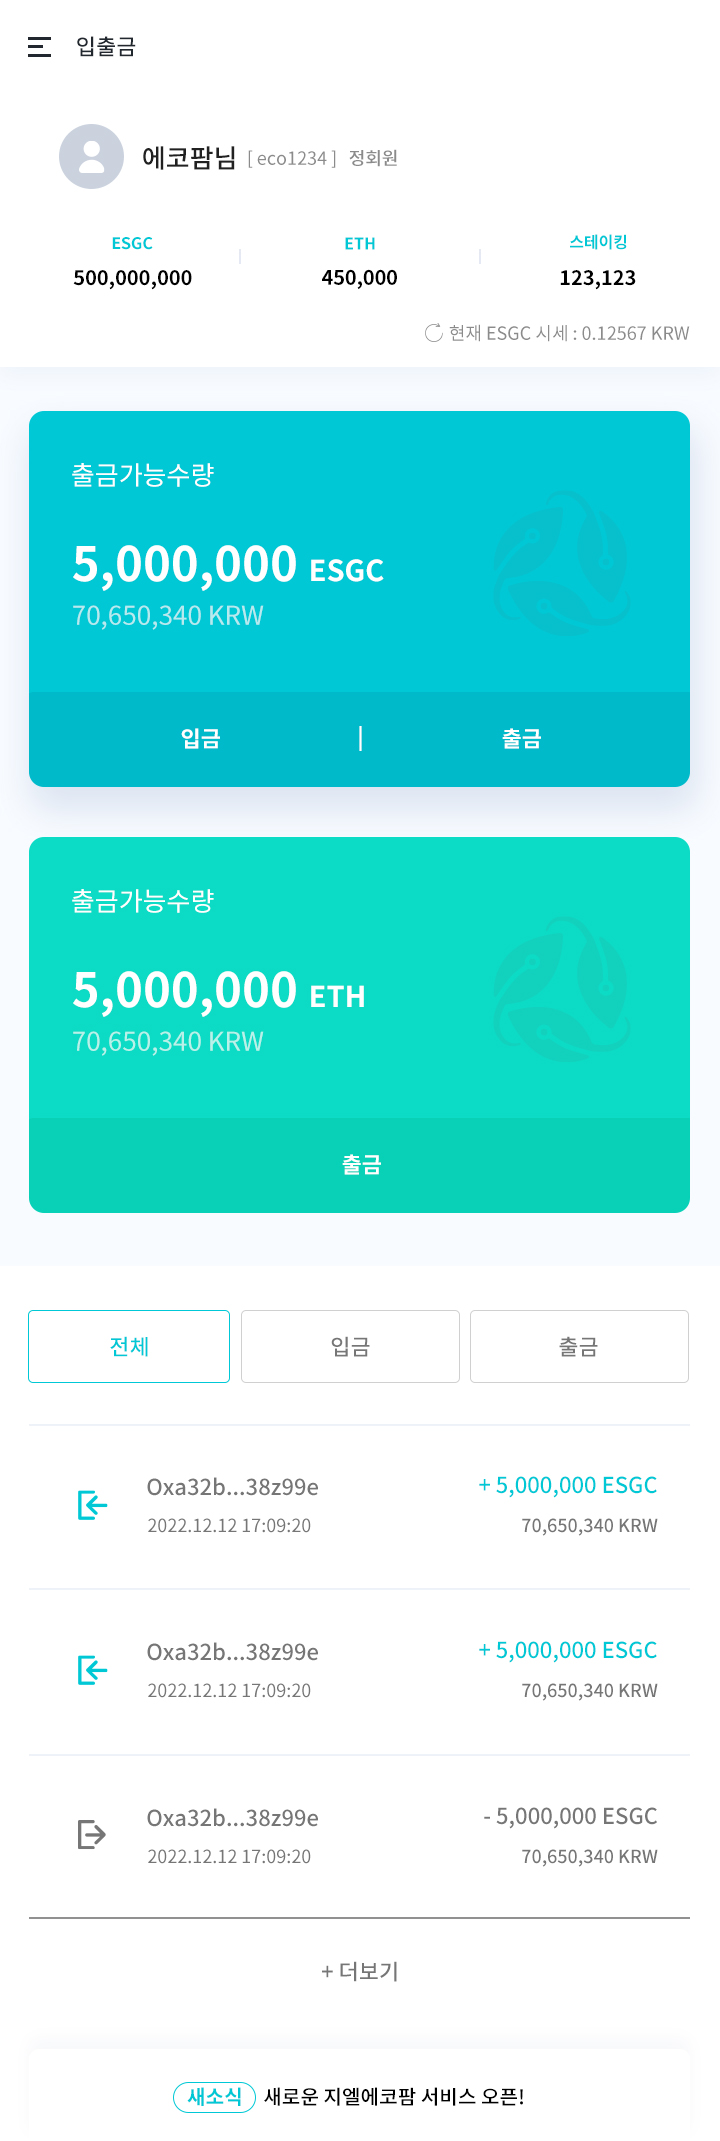 입출금
에코팜님 [ eco1234 ] 정회원
ESGC ETH 스테이킹
500,000,000 450,000 123,123
현재 ESGC 시세 : 0.12567 KRW
출금가능수량
5,000,000 ESGC
70,650,340 KRW
입금 | 출금
출금가능수량
5,000,000 ETH
70,650,340 KRW
출금
전체 입금 출금
Oxa32b...38z99e + 5,000,000 ESGC
2022.12.12 17:09:20 70,650,340 KRW
Oxa32b...38z99e + 5,000,000 ESGC
2022.12.12 17:09:20 70,650,340 KRW
Oxa32b...38z99e - 5,000,000 ESGC
2022.12.12 17:09:20 70,650,340 KRW
+ 더보기
새소식 새로운 지엘에코팜 서비스 오픈!